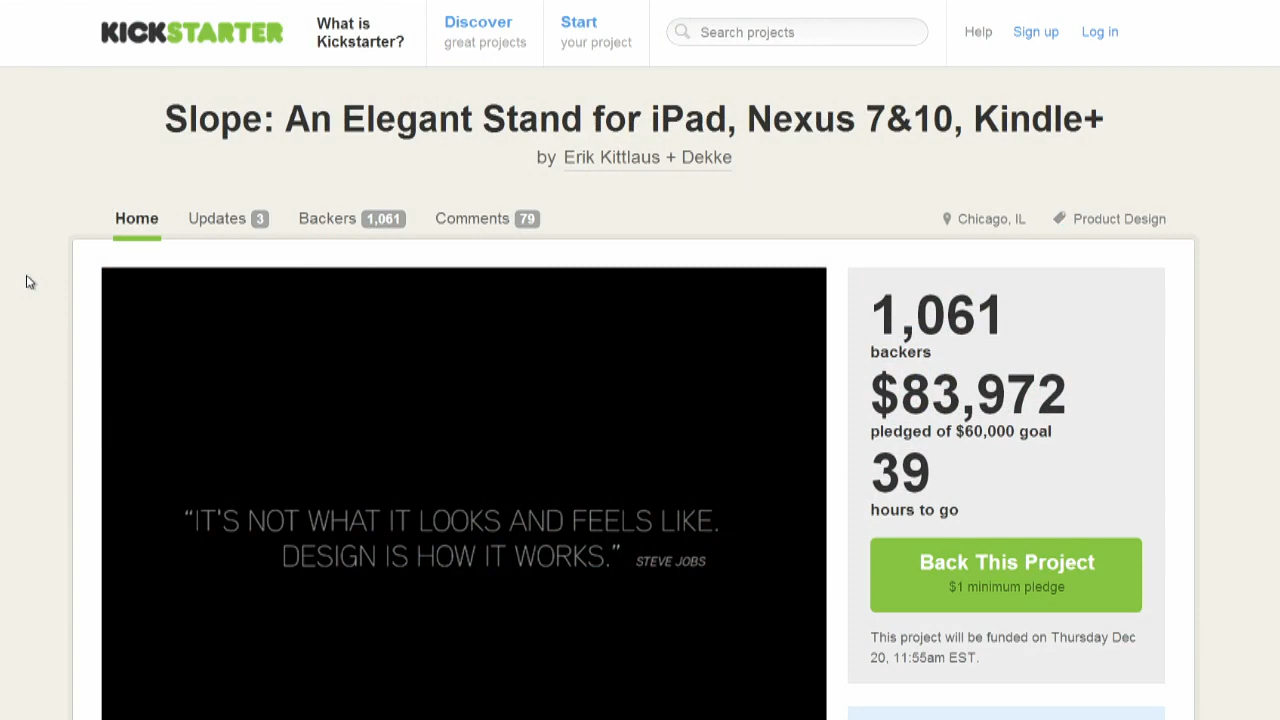 KICKSTARTER
What is
Kickstarter?
Discover
great projects
Start
your project
Search projects
Help
Sign up
Log in
Slope: An Elegant Stand for iPad, Nexus 7&10, Kindle+
by Erik Kittlaus + Dekke
Home
Updates 3
Backers 1,061
Comments 79
Chicago, IL
Product Design
“IT'S NOT WHAT IT LOOKS AND FEELS LIKE.
DESIGN IS HOW IT WORKS.” STEVE JOBS
1,061
backers
$83,972
pledged of $60,000 goal
39
hours to go
Back This Project
$1 minimum pledge
This project will be funded on Thursday Dec
20, 11:55am EST.